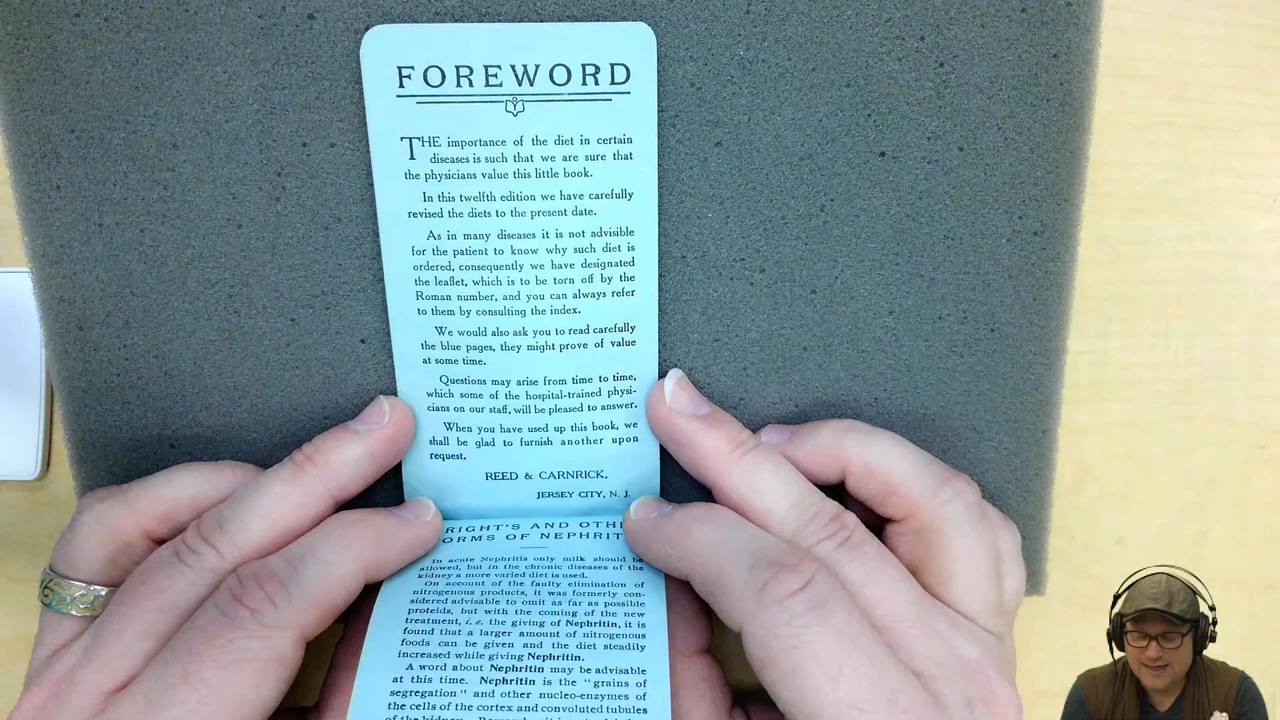 FOREWORD
THE importance of the diet in certain
diseases is such that we are sure that
the physicians value this little book.
In this twelfth edition we have carefully
revised the diets to the present date.
As in many diseases it is not advisible
for the patient to know why such diet is
ordered, consequently we have designated
the leaflet, which is to be torn off by the
Roman number, and you can always refer
to them by consulting the index.
We would also ask you to read carefully
the blue pages, they might prove of value
at some time.
Questions may arise from time to time,
which some of the hospital-trained physi-
cians on our staff, will be pleased to answer.
When you have used up this book, we
shall be glad to furnish another upon
request.
REED & CARNRICK,
JERSEY CITY, N. J.
RIGHT'S AND OTH
ORMS OF NEPHRIT
In acute Nephritis only milk should be
allowed, but in the chronic diseases of the
kidney a more varied diet is used.
On account of the faulty elimination of
nitrogenous products, it was formerly con-
sidered advisable to omit as far as possible
proteids, but with the coming of the new
treatment, i. e. the giving of Nephritin, it is
found that a larger amount of nitrogenous
foods can be given and the diet steadily
increased while giving Nephritin.
A word about Nephritin may be advisable
at this time. Nephritin is the "grains of
segregation" and other nucleo-enzymes of
the cells of the cortex and convoluted tubules
of the kidney.